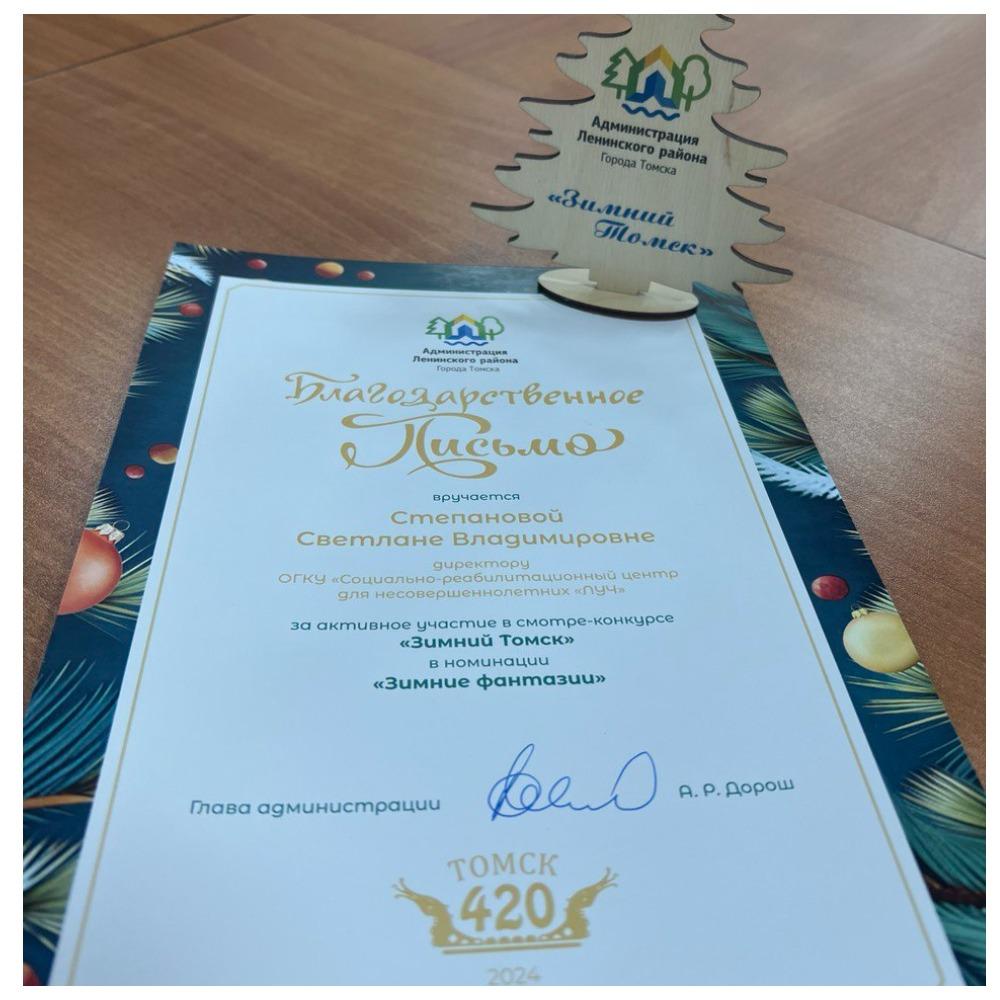 Администрация
Ленинского района
Города Томска
«Зимний
Томск»
Администрация
Ленинского района
Города Томска
Благодарственное
Письмо
вручается
Степановой
Светлане Владимировне
директору
ОГКУ «Социально-реабилитационный центр
для несовершеннолетних «ЛУЧ»
за активное участие в смотре-конкурсе
«Зимний Томск»
в номинации
«Зимние фантазии»
Глава администрации
А. Р. Дорош
ТОМСК
420
2024